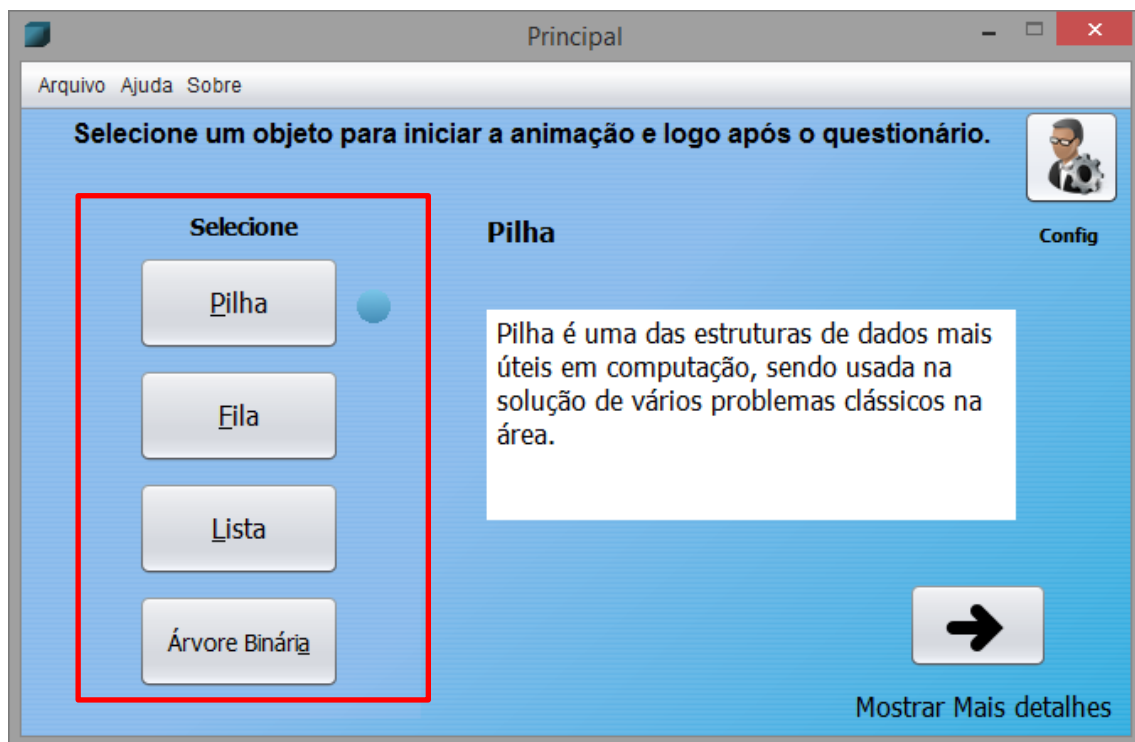 Principal
Arquivo Ajuda Sobre
Selecione um objeto para iniciar a animação e logo após o questionário.
Config
Selecione
Pilha
Fila
Lista
Árvore Binária
Pilha
Pilha é uma das estruturas de dados mais
úteis em computação, sendo usada na
solução de vários problemas clássicos na
área.
Mostrar Mais detalhes